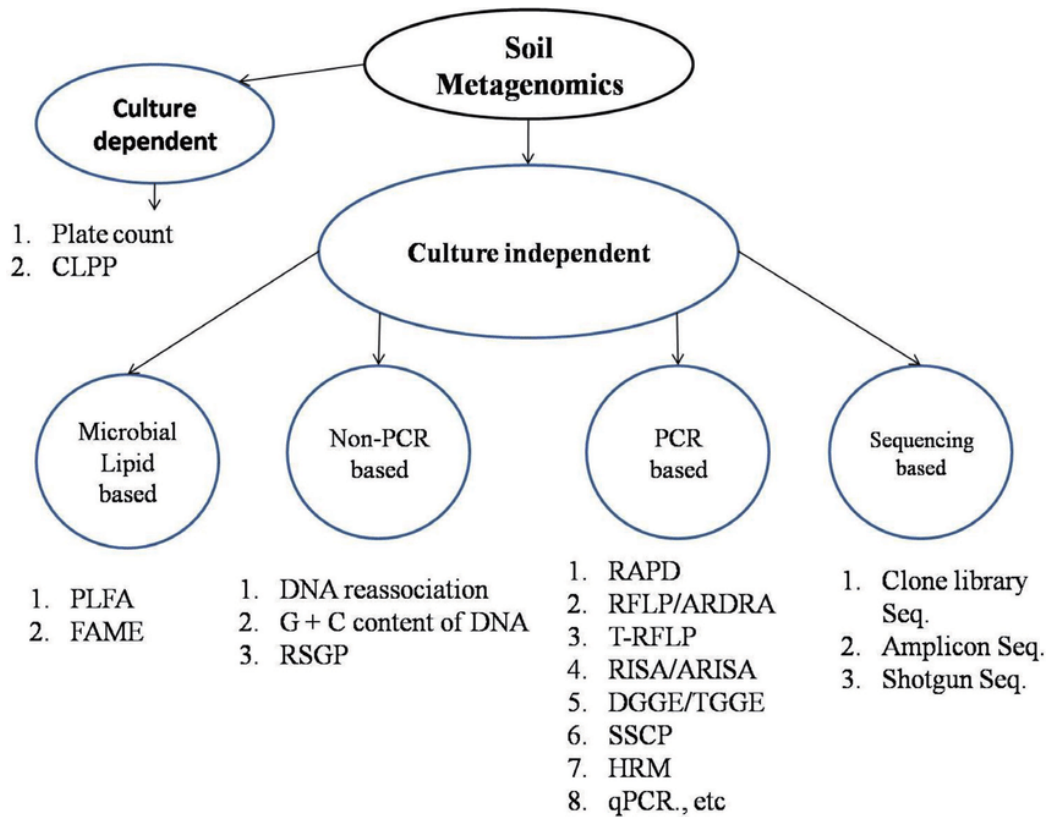 Soil
Metagenomics
Culture
dependent
1. Plate count
2. CLPP
Culture independent
Microbial
Lipid
based
Non-PCR
based
PCR
based
Sequencing
based
1. PLFA
2. FAME
1. DNA reassociation
2. G + C content of DNA
3. RSGP
1. RAPD
2. RFLP/ARDRA
3. T-RFLP
4. RISA/ARISA
5. DGGE/TGGE
6. SSCP
7. HRM
8. qPCR., etc
1. Clone library
Seq.
2. Amplicon Seq.
3. Shotgun Seq.